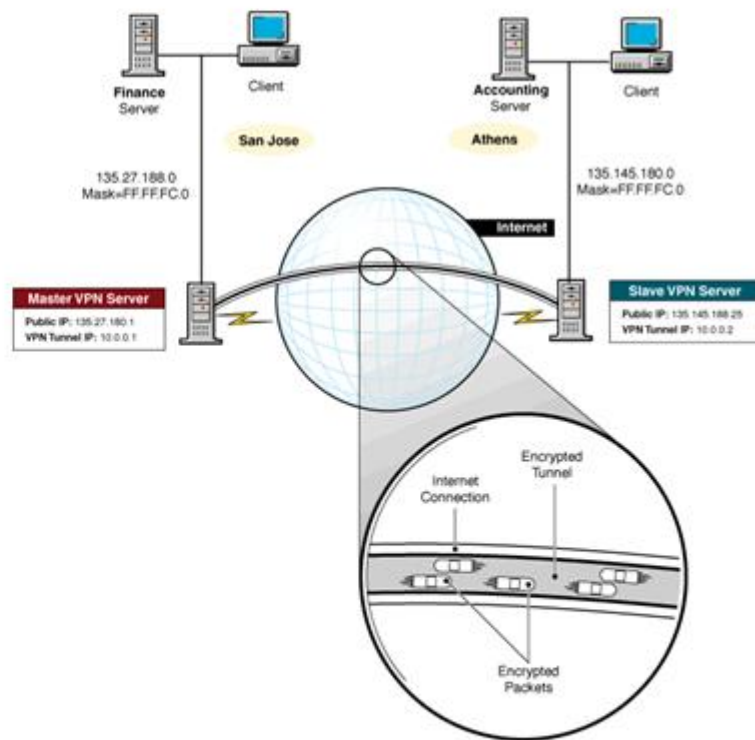 Finance
Server
Client
Accounting
Server
Client
San Jose
Athens
135.27.188.0
Mask=FF.FF.FC.0
135.145.180.0
Mask=FF.FF.FC.0
Internet
Master VPN Server
Public IP: 135.27.180.1
VPN Tunnel IP: 10.0.0.1
Slave VPN Server
Public IP: 135.145.188.25
VPN Tunnel IP: 10.0.0.2
Encrypted
Tunnel
Internet
Connection
Encrypted
Packets